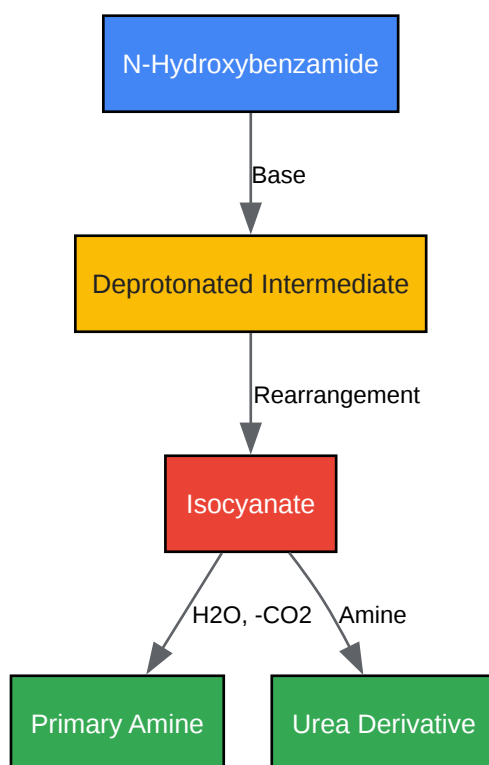 N-Hydroxybenzamide
Base
Deprotonated Intermediate
Rearrangement
Isocyanate
H2O, -CO2
Amine
Primary Amine
Urea Derivative